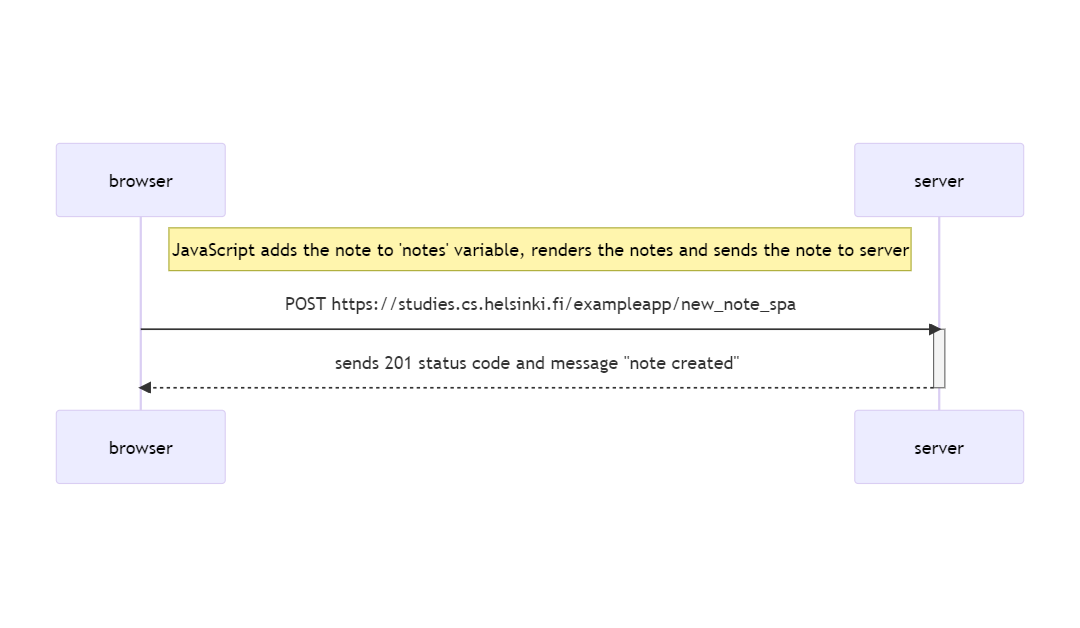 browser
server
JavaScript adds the note to 'notes' variable, renders the notes and sends the note to server
POST https://studies.cs.helsinki.fi/exampleapp/new_note_spa
sends 201 status code and message "note created"
browser
server